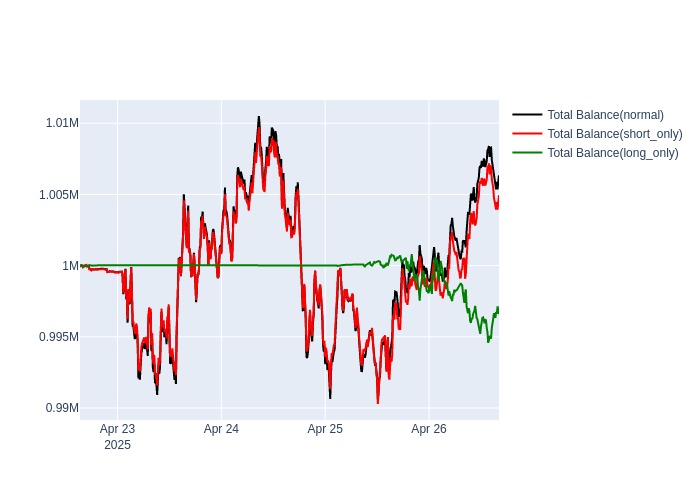 1.01M
1.005M
1M
0.995M
0.99M
Apr 23
2025
Apr 24
Apr 25
Apr 26
Total Balance(normal)
Total Balance(short_only)
Total Balance(long_only)